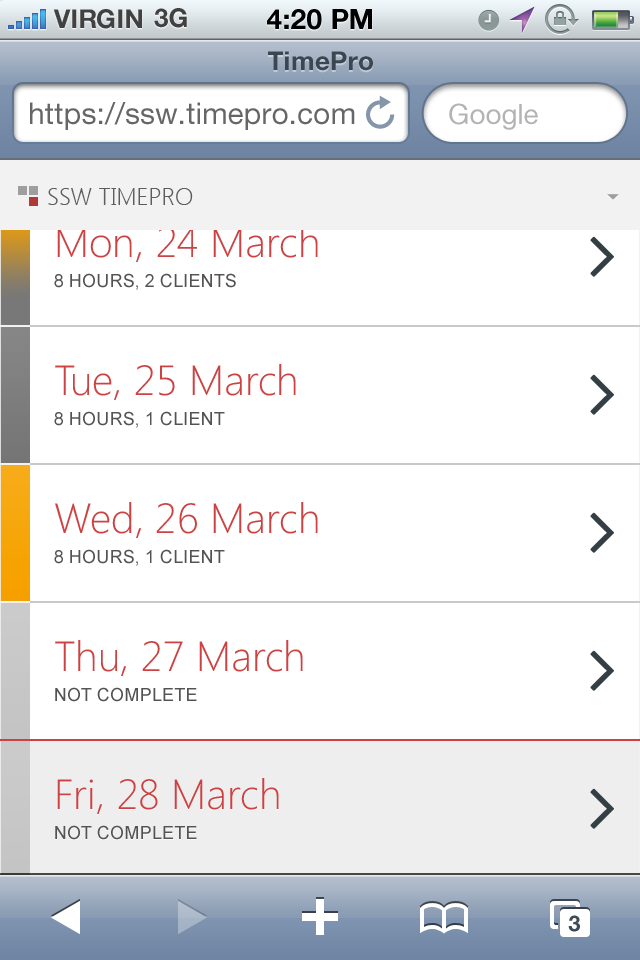 VIRGIN 3G 4:20 PM
TimePro
https://ssw.timepro.com Google
SSW TIMEPRO
Mon, 24 March
8 HOURS, 2 CLIENTS
Tue, 25 March
8 HOURS, 1 CLIENT
Wed, 26 March
8 HOURS, 1 CLIENT
Thu, 27 March
NOT COMPLETE
Fri, 28 March
NOT COMPLETE
3